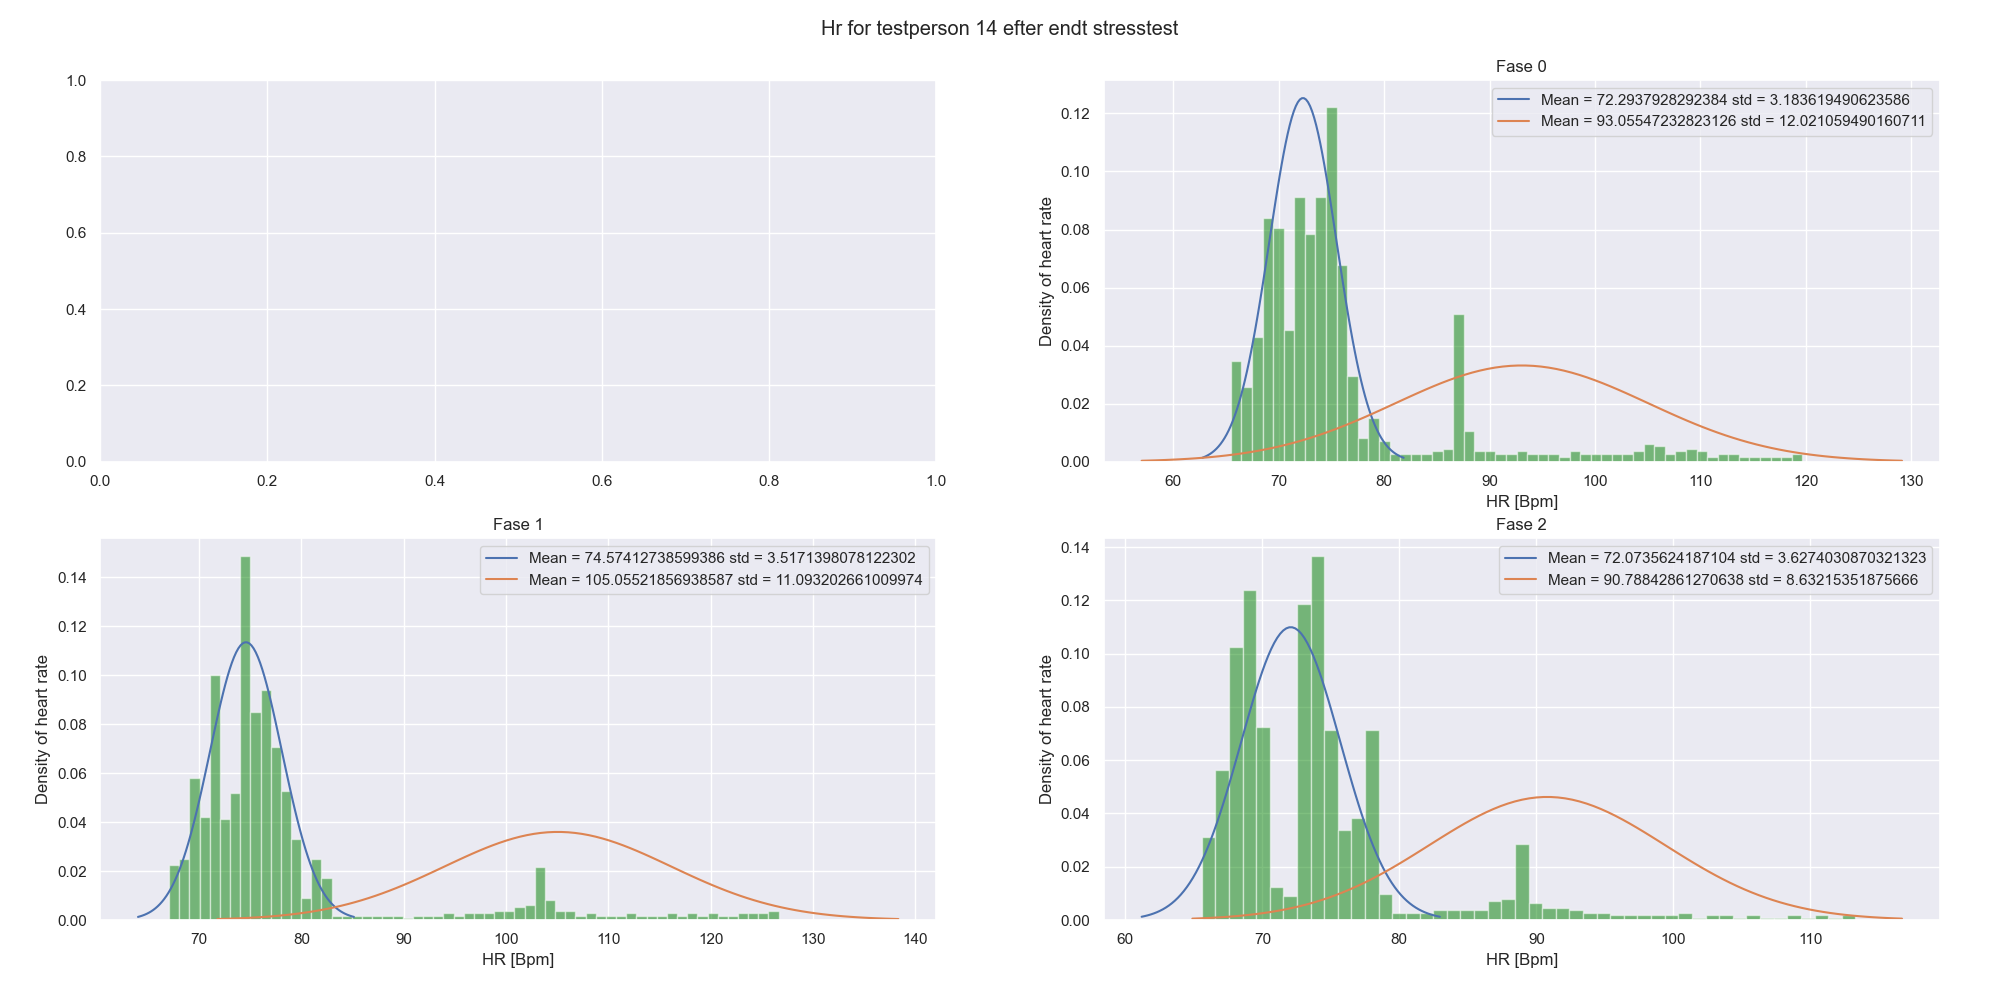 Hr for testperson 14 efter endt stresstest
1.0
0.8
0.6
0.4
0.2
0.0
0.0 0.2 0.4 0.6 0.8 1.0
Fase 0
Mean = 72.2937928292384 std = 3.183619490623586
Mean = 93.05547232823126 std = 12.021059490160711
Density of heart rate
0.12
0.10
0.08
0.06
0.04
0.02
0.00
60 70 80 90 100 110 120 130
HR [Bpm]
Fase 1
Mean = 74.57412738599386 std = 3.5171398078122302
Mean = 105.05521856938587 std = 11.093202661009974
Density of heart rate
0.14
0.12
0.10
0.08
0.06
0.04
0.02
0.00
70 80 90 100 110 120 130 140
HR [Bpm]
Fase 2
Mean = 72.0735624187104 std = 3.6274030870321323
Mean = 90.78842861270638 std = 8.63215351875666
Density of heart rate
0.14
0.12
0.10
0.08
0.06
0.04
0.02
0.00
60 70 80 90 100 110
HR [Bpm]